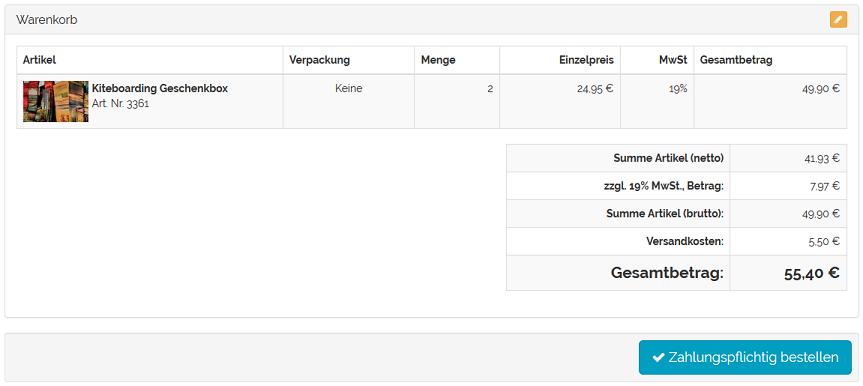 Warenkorb
Artikel Verpackung Menge Einzelpreis MwSt Gesamtbetrag
Kiteboarding Geschenkbox Keine 2 24,95 € 19% 49,90 €
Art. Nr. 3361
Summe Artikel (netto) 41,93 €
zzgl. 19% MwSt., Betrag: 7,97 €
Summe Artikel (brutto): 49,90 €
Versandkosten: 5,50 €
Gesamtbetrag: 55,40 €
Zahlungspflichtig bestellen